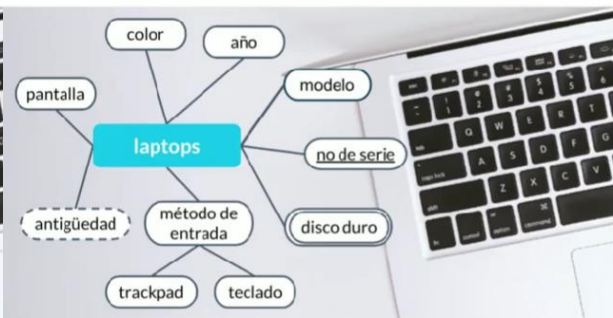 color
año
pantalla
modelo
laptops
no de serie
antigüedad
método de
entrada
disco duro
trackpad
teclado